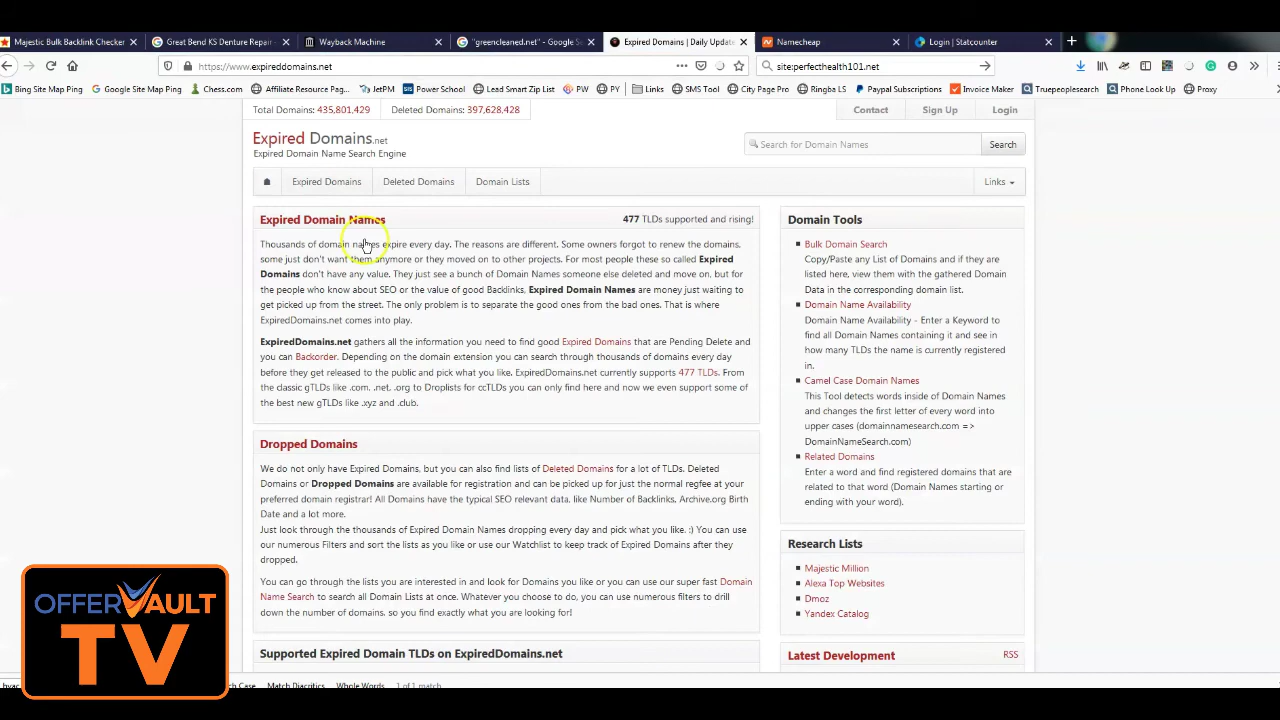 Majestic Bulk Backlink Checker
Great Bend KS Denture Repair
Wayback Machine
"greencleaned.net" - Google Se
Expired Domains | Daily Update
Namecheap
Login | Statcounter
https://www.expireddomains.net
site:perfecthealth101.net
Bing Site Map Ping
Google Site Map Ping
Chess.com
Affiliate Resource Pag...
JetPM
Power School
Lead Smart Zip List
PW
PY
Links
SMS Tool
City Page Pro
Ringba LS
Paypal Subscriptions
Invoice Maker
Truepeoplesearch
Phone Look Up
Proxy
Total Domains: 435,801,429
Deleted Domains: 397,628,428
Contact
Sign Up
Login
Expired Domains.net
Expired Domain Name Search Engine
Search for Domain Names
Search
Expired Domains
Deleted Domains
Domain Lists
Links
Expired Domain Names
477 TLDs supported and rising!
Thousands of domain names expire every day. The reasons are different. Some owners forgot to renew the domains,
some just don't want them anymore or they moved on to other projects. For most people these so called Expired
Domains don't have any value. They just see a bunch of Domain Names someone else deleted and move on, but for
the people who know about SEO or the value of good Backlinks, Expired Domain Names are money just waiting to
get picked up from the street. The only problem is to separate the good ones from the bad ones. That is where
ExpiredDomains.net comes into play.
ExpiredDomains.net gathers all the information you need to find good Expired Domains that are Pending Delete and
you can Backorder. Depending on the domain extension you can search through thousands of domains every day
before they get released to the public and pick what you like. ExpiredDomains.net currently supports 477 TLDs. From
the classic gTLDs like .com, .net, .org to Droplists for ccTLDs you can only find here and now we even support some of
the best new gTLDs like .xyz and .club.
Dropped Domains
We do not only have Expired Domains, but you can also find lists of Deleted Domains for a lot of TLDs. Deleted
Domains or Dropped Domains are available for registration and can be picked up for just the normal regfee at your
preferred domain registrar! All Domains have the typical SEO relevant data, like Number of Backlinks, Archive.org Birth
Date and a lot more.
Just look through the thousands of Expired Domain Names dropping every day and pick what you like. :) You can use
our numerous Filters and sort the lists as you like or use our Watchlist to keep track of Expired Domains after they
dropped.
You can go through the lists you are interested in and look for Domains you like or you can use our super fast Domain
Name Search to search all Domain Lists at once. Whatever you choose to do, you can use numerous filters to drill
down the number of domains, so you find exactly what you are looking for!
Supported Expired Domain TLDs on ExpiredDomains.net
Domain Tools
Bulk Domain Search
Copy/Paste any List of Domains and if they are
listed here, view them with the gathered Domain
Data in the corresponding domain list.
Domain Name Availability
Domain Name Availability - Enter a Keyword to
find all Domain Names containing it and see in
how many TLDs the name is currently registered
in.
Camel Case Domain Names
This Tool detects words inside of Domain Names
and changes the first letter of every word into
upper cases (domainnamesearch.com =>
DomainNameSearch.com)
Related Domains
Enter a word and find registered domains that are
related to that word (Domain Names starting or
ending with your word).
Research Lists
Majestic Million
Alexa Top Websites
Dmoz
Yandex Catalog
Latest Development
RSS
OFFERVAULT
TV
hvac
Match Diacritics
Whole Words
1 of 1 match